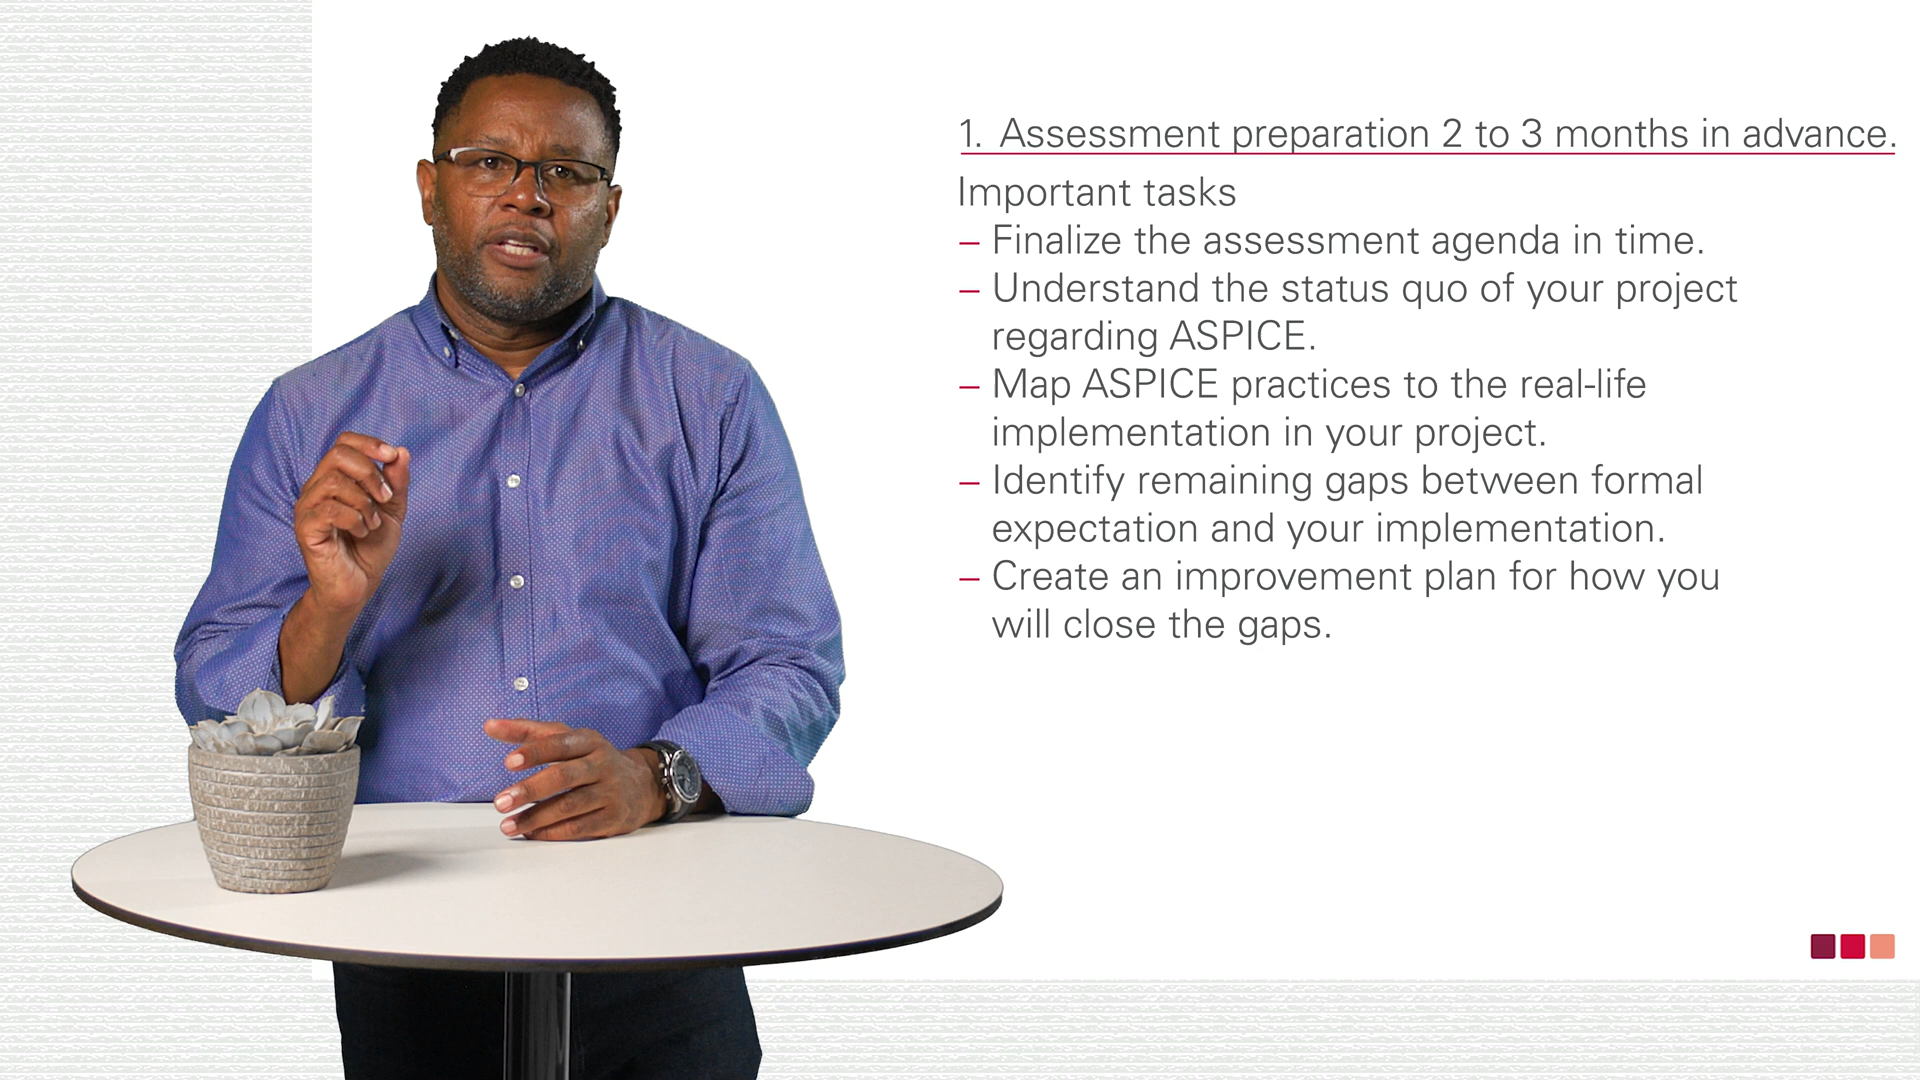 1. Assessment preparation 2 to 3 months in advance.
Important tasks
– Finalize the assessment agenda in time.
– Understand the status quo of your project
regarding ASPICE.
– Map ASPICE practices to the real-life
implementation in your project.
– Identify remaining gaps between formal
expectation and your implementation.
– Create an improvement plan for how you
will close the gaps.